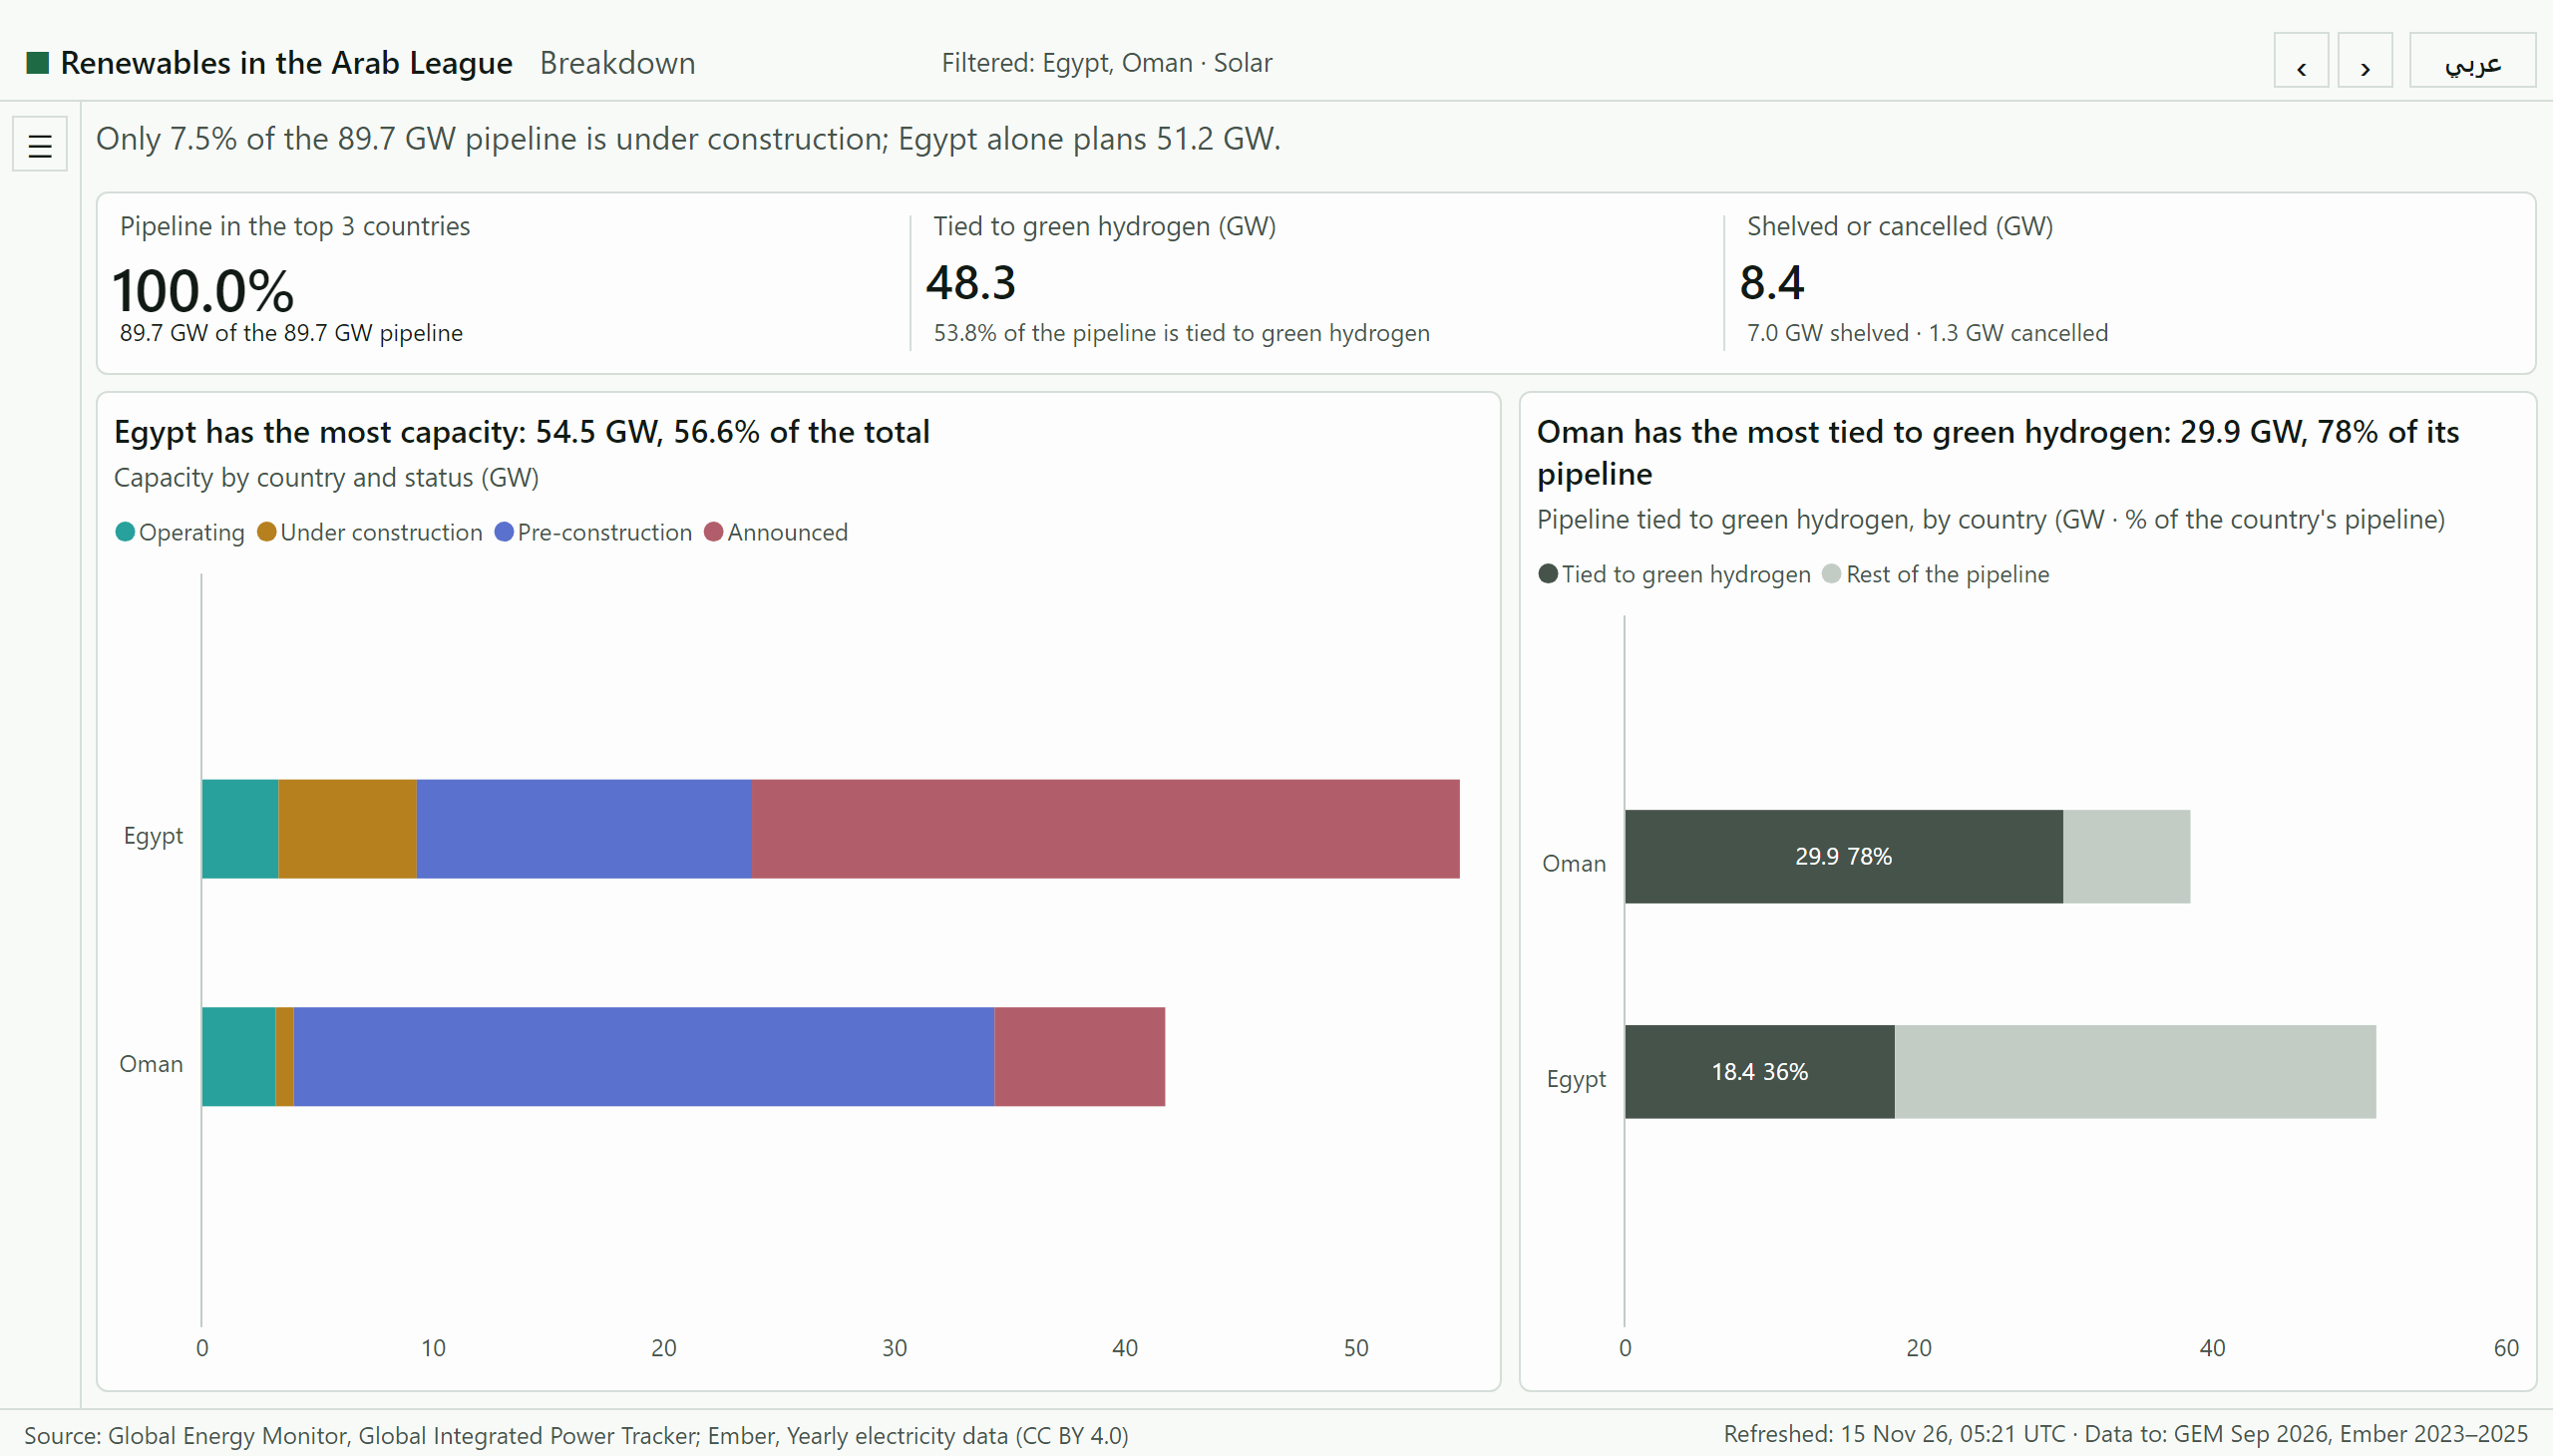 Renewables in the Arab League Breakdown
Filtered: Egypt, Oman · Solar
‹ › عربي
☰
Only 7.5% of the 89.7 GW pipeline is under construction; Egypt alone plans 51.2 GW.
Pipeline in the top 3 countries
100.0%
89.7 GW of the 89.7 GW pipeline
Tied to green hydrogen (GW)
48.3
53.8% of the pipeline is tied to green hydrogen
Shelved or cancelled (GW)
8.4
7.0 GW shelved · 1.3 GW cancelled
Egypt has the most capacity: 54.5 GW, 56.6% of the total
Capacity by country and status (GW)
Operating Under construction Pre-construction Announced
Egypt
Oman
0 10 20 30 40 50
Oman has the most tied to green hydrogen: 29.9 GW, 78% of its
pipeline
Pipeline tied to green hydrogen, by country (GW · % of the country's pipeline)
Tied to green hydrogen Rest of the pipeline
Oman 29.9 78%
Egypt 18.4 36%
0 20 40 60
Source: Global Energy Monitor, Global Integrated Power Tracker; Ember, Yearly electricity data (CC BY 4.0)
Refreshed: 15 Nov 26, 05:21 UTC · Data to: GEM Sep 2026, Ember 2023–2025